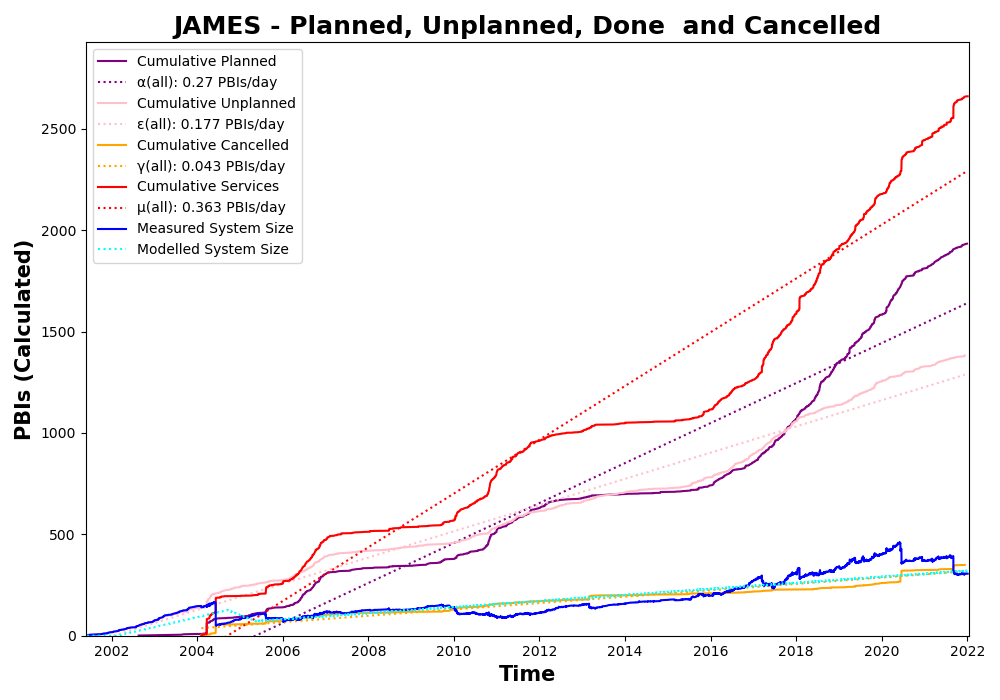 JAMES - Planned, Unplanned, Done  and Cancelled
Cumulative Planned
α(all): 0.27 PBIs/day
Cumulative Unplanned
ε(all): 0.177 PBIs/day
Cumulative Cancelled
γ(all): 0.043 PBIs/day
Cumulative Services
μ(all): 0.363 PBIs/day
Measured System Size
Modelled System Size
PBIs (Calculated)
2500
2000
1500
1000
500
0
2002 2004 2006 2008 2010 2012 2014 2016 2018 2020 2022
Time